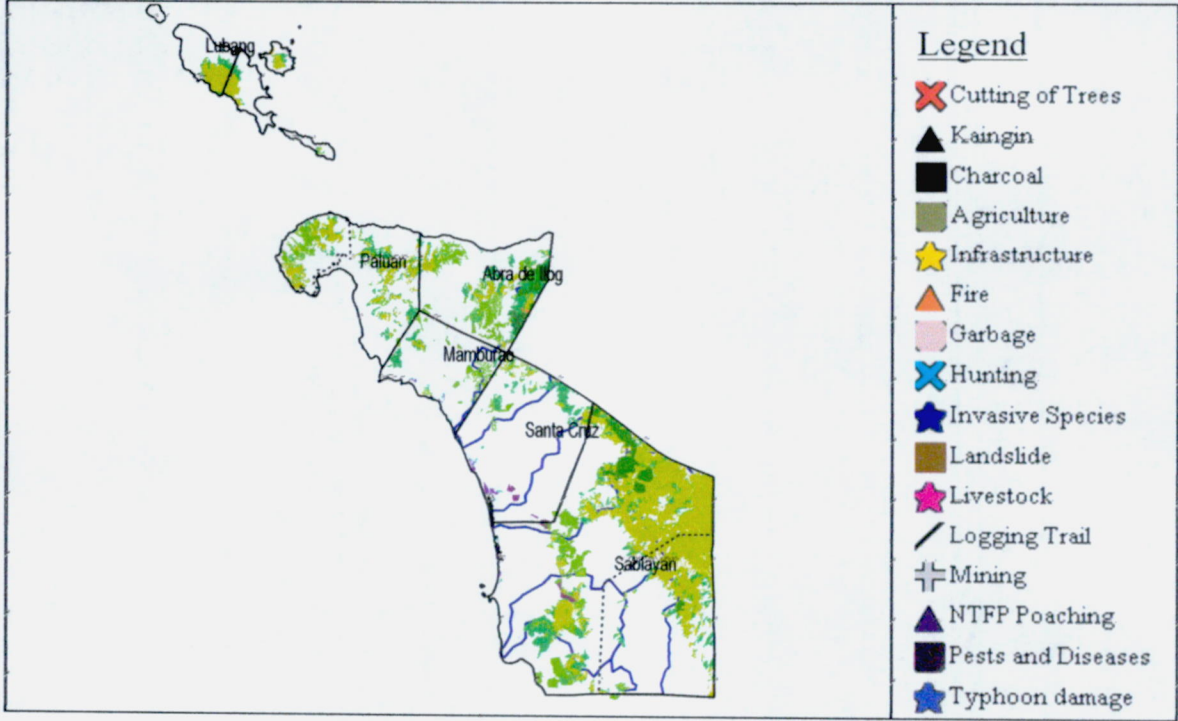 Lubang
Paluan
Abra de Ilog
Mamburao
Santa Cruz
Sablayan
Legend
Cutting of Trees
Kaingin
Charcoal
Agriculture
Infrastructure
Fire
Garbage
Hunting
Invasive Species
Landslide
Livestock
Logging Trail
Mining
NTFP Poaching
Pests and Diseases
Typhoon damage